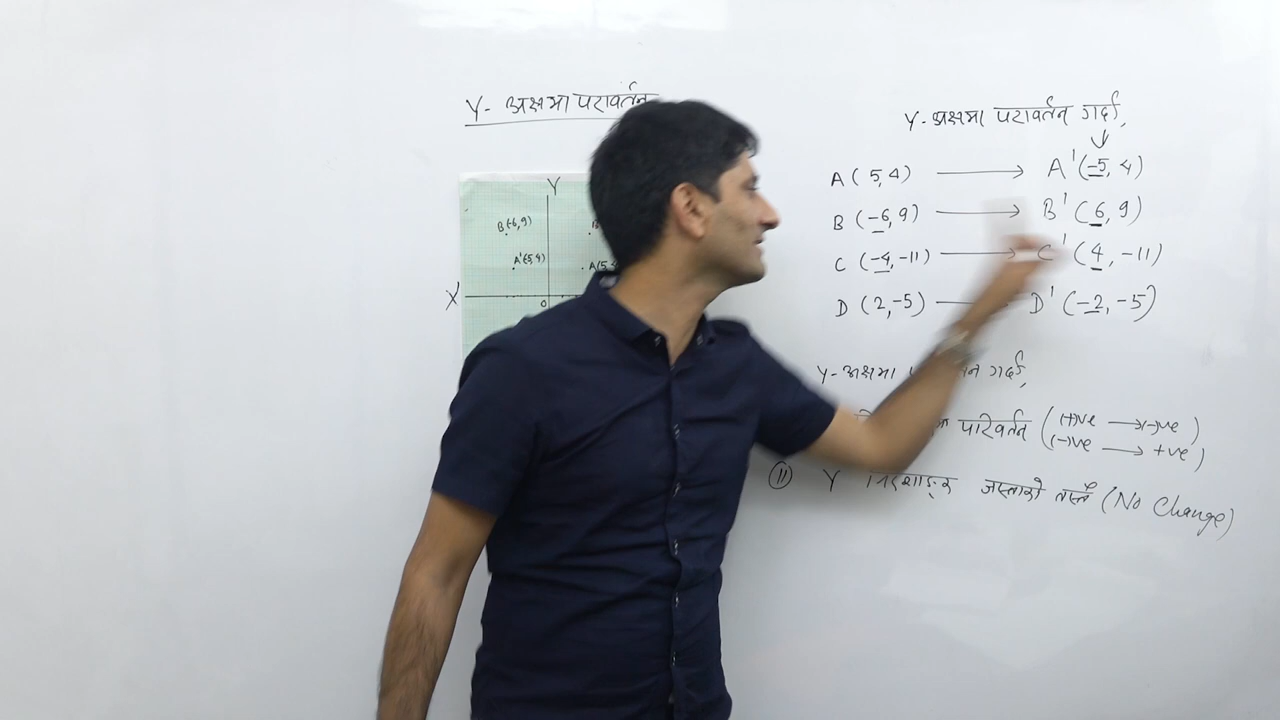 Y- अक्षमा परावर्तन
Y
B(-6,9)
A'(5,4)
A(5,4
X
0
Y-अक्षमा परावर्तन गर्दा,
A (5,4) → A'(-5, 4)
B (-6,9) → B'(6,9)
C (-4,-11) → C'(4,-11)
D (2,-5) → D'(-2,-5)
Y-अक्षमा गर्दा,
परिवर्तन ((+)ve → (-)ve)
((-)ve → +ve)
(II) Y निर्देशाङ्क जस्ताको तस्तै (No Change)